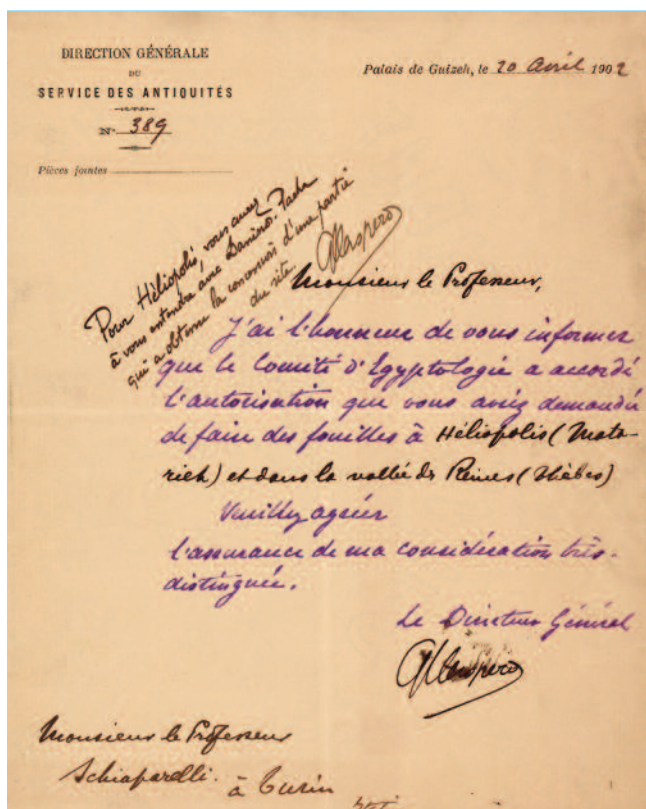 DIRECTION GÉNÉRALE
DU
SERVICE DES ANTIQUITÉS
N° 389
Pièces jointes
Palais de Guizeh, le 20 Avril 1902
Pour Héliopolis, vous aurez
à vous entendre avec Daninos-Pacha
qui a obtenu la concession d'une partie
du site
GMaspero
Monsieur le Professeur,
J'ai l'honneur de vous informer
que le Comité d'Egyptologie a accordé
l'autorisation que vous aviez demandée
de faire des fouilles à Héliopolis (Mata-
rieh) et dans la vallée des Reines (Thèbes)
Veuillez agréer
l'assurance de ma considération très-
distinguée.
Le Directeur Général
GMaspero
Monsieur le Professeur
Schiaparelli.
à Turin